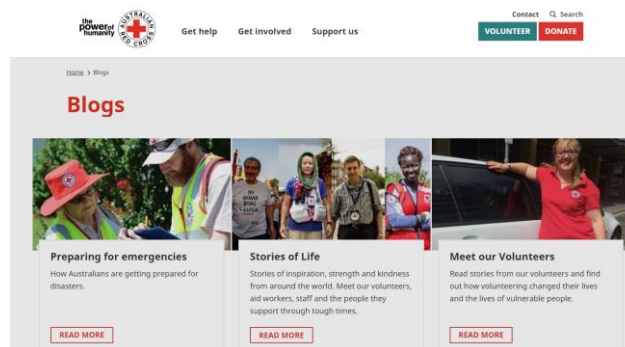 the
powerof
humanity
AUSTRALIAN
RED CROSS
Get help
Get involved
Support us
Contact
Search
VOLUNTEER
DONATE
Home > Blogs
Blogs
Preparing for emergencies
How Australians are getting prepared for
disasters.
READ MORE
Stories of Life
Stories of inspiration, strength and kindness
from around the world. Meet our volunteers,
aid workers, staff and the people they
support through tough times.
READ MORE
Meet our Volunteers
Read stories from our volunteers and find
out how volunteering changed their lives
and the lives of vulnerable people.
READ MORE